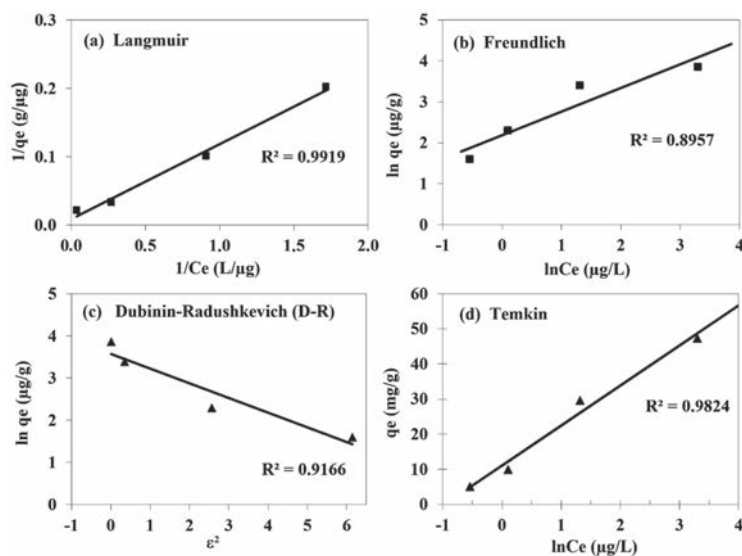 (a) Langmuir
1/qe (g/µg)
0.3
0.2
0.1
0.0
R² = 0.9919
0.0 0.5 1.0 1.5 2.0
1/Ce (L/µg)
(b) Freundlich
ln qe (µg/g)
5
4
3
2
1
0
R² = 0.8957
-1 0 1 2 3 4
lnCe (µg/L)
(c) Dubinin-Radushkevich (D-R)
ln qe (µg/g)
5
4
3
2
1
0
R² = 0.9166
-1 0 1 2 3 4 5 6
ε²
(d) Temkin
qe (mg/g)
60
50
40
30
20
10
0
R² = 0.9824
-1 0 1 2 3 4
lnCe (µg/L)